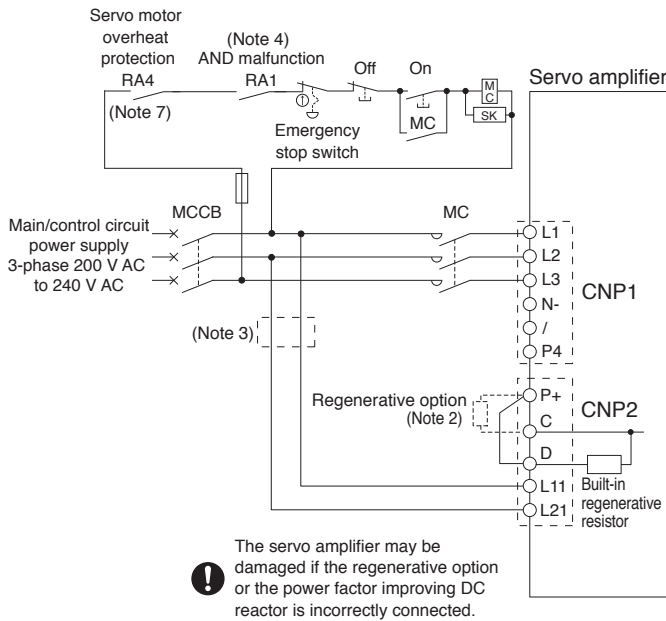 Servo motor
overheat
protection
RA4
(Note 7)
(Note 4)
AND malfunction
RA1
Off
On
MC
M
C
SK
Emergency
stop switch
Servo amplifier
MCCB
MC
Main/control circuit
power supply
3-phase 200 V AC
to 240 V AC
L1
L2
L3
N-
/
P4
CNP1
(Note 3)
Regenerative option
(Note 2)
P+
C
D
L11
L21
CNP2
Built-in
regenerative
resistor
The servo amplifier may be
damaged if the regenerative option
or the power factor improving DC
reactor is incorrectly connected.